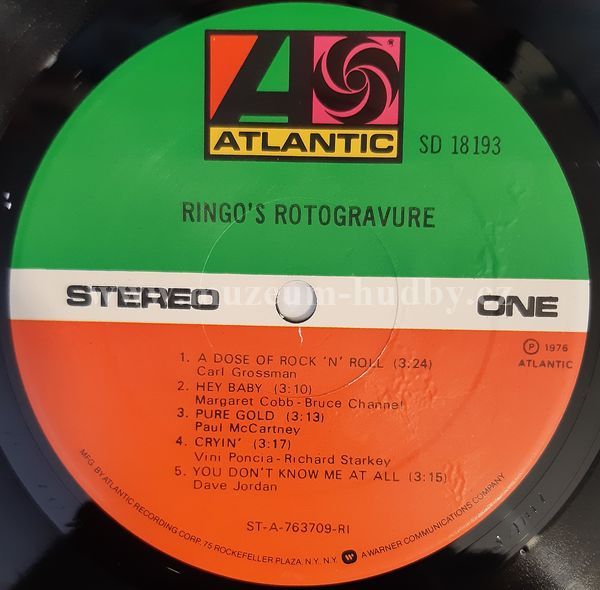 ATLANTIC
SD 18193
RINGO'S ROTOGRAVURE
muzeum-hudby.cz
STEREO
ONE
Ⓟ 1976
ATLANTIC
1. A DOSE OF ROCK 'N' ROLL (3:24)
Carl Grossman
2. HEY BABY (3:10)
Margaret Cobb - Bruce Channel
3. PURE GOLD (3:13)
Paul McCartney
4. CRYIN' (3:17)
Vini Poncia - Richard Starkey
5. YOU DON'T KNOW ME AT ALL (3:15)
Dave Jordan
ST-A-763709-RI
MFG. BY ATLANTIC RECORDING CORP. 75 ROCKEFELLER PLAZA, N.Y. N.Y. A WARNER COMMUNICATIONS COMPANY